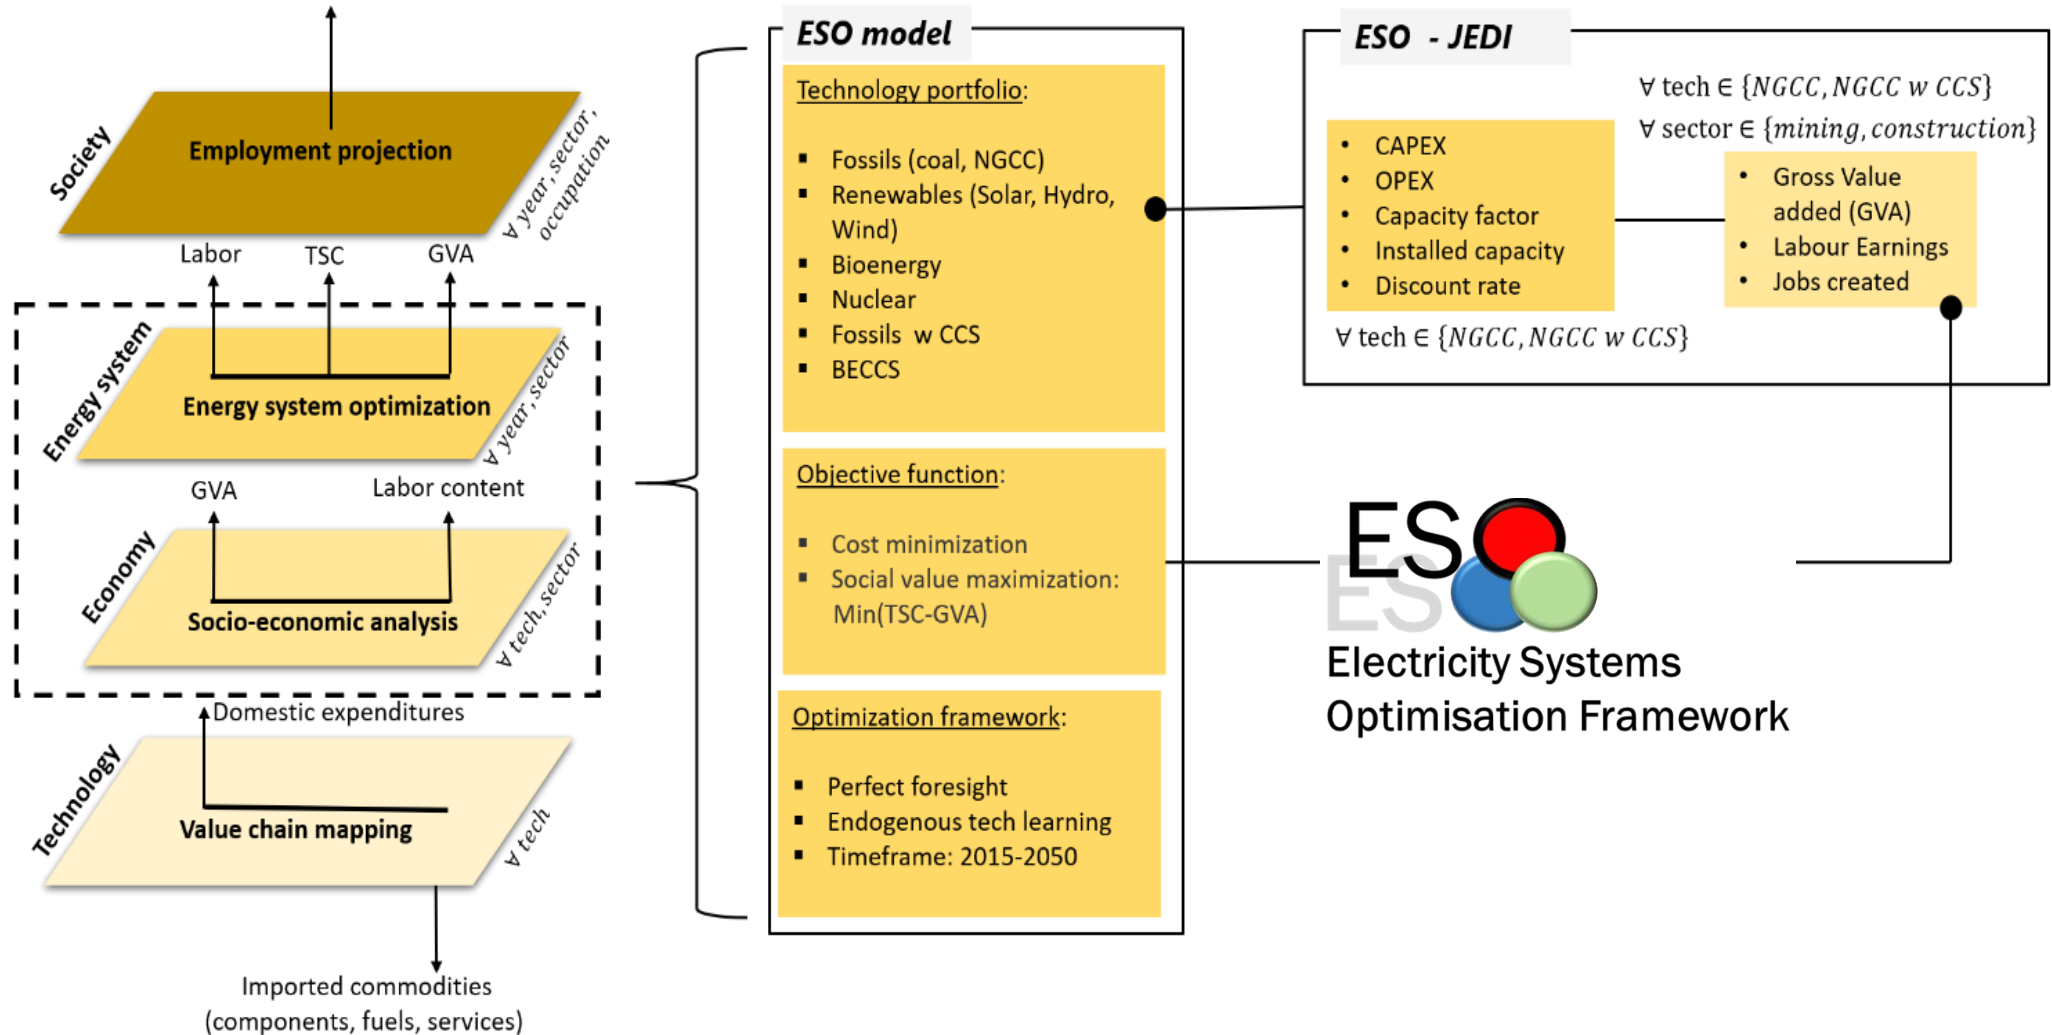 Society
Employment projection
∀ year, sector,
occupation
Labor
TSC
GVA
Energy system
Energy system optimization
∀ year, sector
GVA
Labor content
Economy
Socio-economic analysis
∀ tech, sector
Domestic expenditures
Technology
Value chain mapping
∀ tech
Imported commodities
(components, fuels, services)
ESO model
Technology portfolio:
▪ Fossils (coal, NGCC)
▪ Renewables (Solar, Hydro,
Wind)
▪ Bioenergy
▪ Nuclear
▪ Fossils w CCS
▪ BECCS
Objective function:
▪ Cost minimization
▪ Social value maximization:
Min(TSC-GVA)
Optimization framework:
▪ Perfect foresight
▪ Endogenous tech learning
▪ Timeframe: 2015-2050
ESO - JEDI
∀ tech ∈ {NGCC, NGCC w CCS}
∀ sector ∈ {mining, construction}
• CAPEX
• OPEX
• Capacity factor
• Installed capacity
• Discount rate
∀ tech ∈ {NGCC, NGCC w CCS}
• Gross Value
added (GVA)
• Labour Earnings
• Jobs created
ES
ES
Electricity Systems
Optimisation Framework